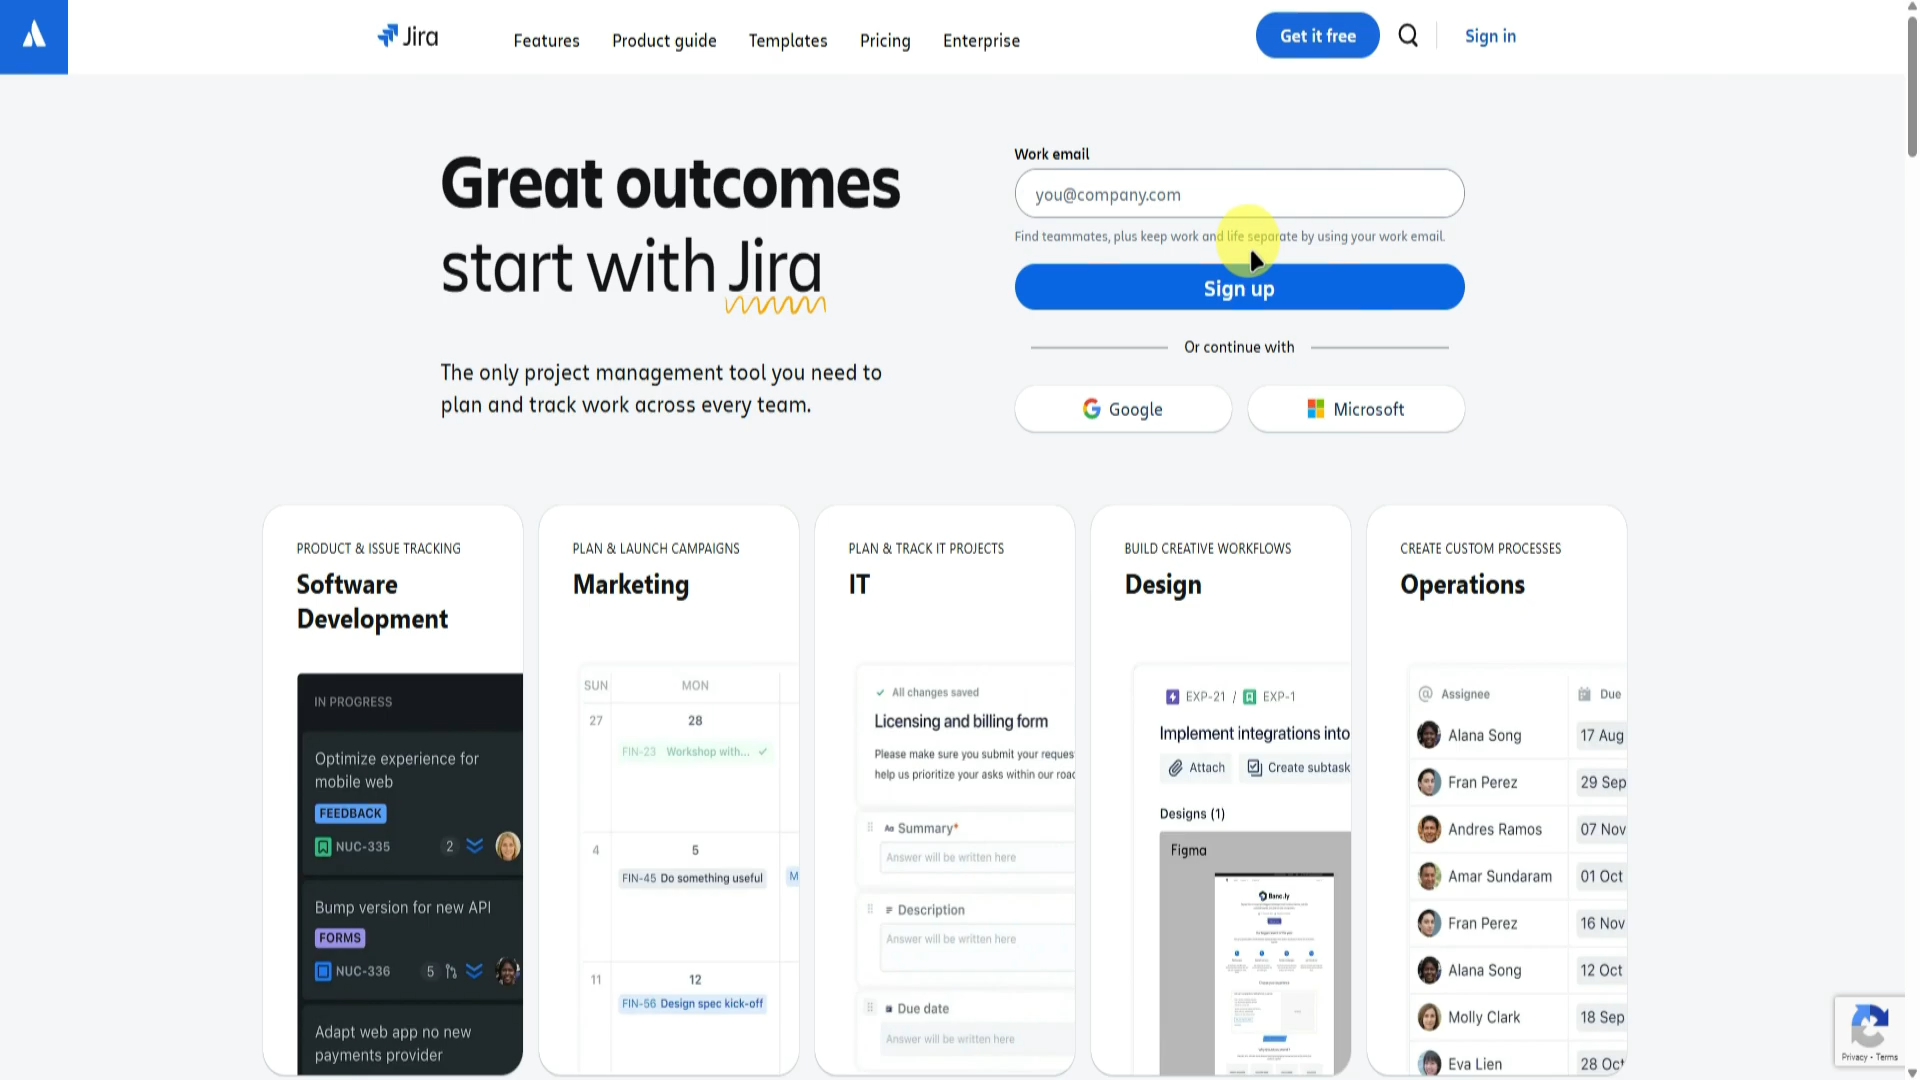 Jira
Features
Product guide
Templates
Pricing
Enterprise
Get it free
Sign in
Great outcomes
start with Jira
The only project management tool you need to
plan and track work across every team.
Work email
you@company.com
Find teammates, plus keep work and life separate by using your work email.
Sign up
Or continue with
Google
Microsoft
PRODUCT & ISSUE TRACKING
Software
Development
IN PROGRESS
Optimize experience for
mobile web
FEEDBACK
NUC-335
2
Bump version for new API
FORMS
NUC-336
5
Adapt web app no new
payments provider
PLAN & LAUNCH CAMPAIGNS
Marketing
SUN MON
27 28
FIN-23 Workshop with...
4 5
FIN-45 Do something useful
M
11 12
FIN-56 Design spec kick-off
PLAN & TRACK IT PROJECTS
IT
All changes saved
Licensing and billing form
Please make sure you submit your reques
help us prioritize your asks within our roac
Aa Summary*
Answer will be written here
Description
Answer will be written here
Due date
Answer will be written here
BUILD CREATIVE WORKFLOWS
Design
EXP-21 / EXP-1
Implement integrations into
Attach
Create subtask
Designs (1)
Figma
Banc.ly
CREATE CUSTOM PROCESSES
Operations
Assignee Due
Alana Song 17 Aug
Fran Perez 29 Sep
Andres Ramos 07 Nov
Amar Sundaram 01 Oct
Fran Perez 16 Nov
Alana Song 12 Oct
Molly Clark 18 Sep
Eva Lien 28 Oct
Privacy - Terms